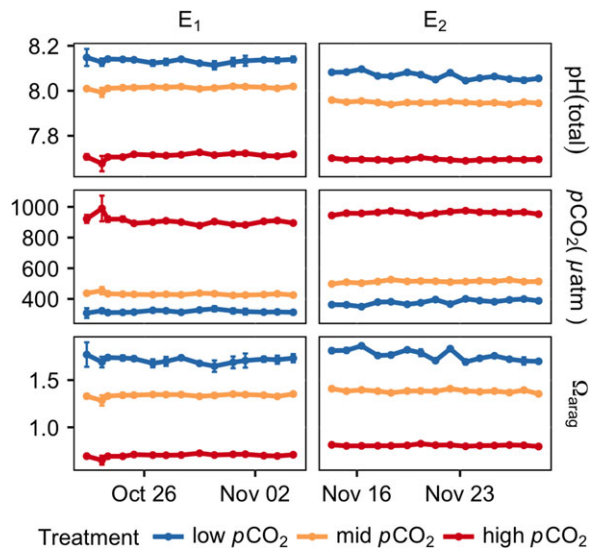 E₁ E₂
8.2
8.0
7.8
pH(total)
1000
800
600
400
pCO₂( µatm )
1.5
1.0
Ωarag
Oct 26 Nov 02 Nov 16 Nov 23
Treatment low pCO₂ mid pCO₂ high pCO₂